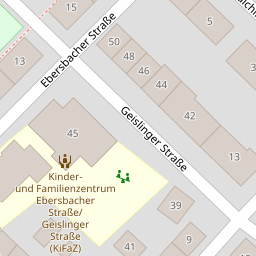 15
5
Ebersbacher Straße
50
48
46
13
44
42
Geislinger Straße
45
13
Kinder-
und Familienzentrum
Ebersbacher
Straße/
Geislinger
Straße
(KiFaZ)
39
41
9